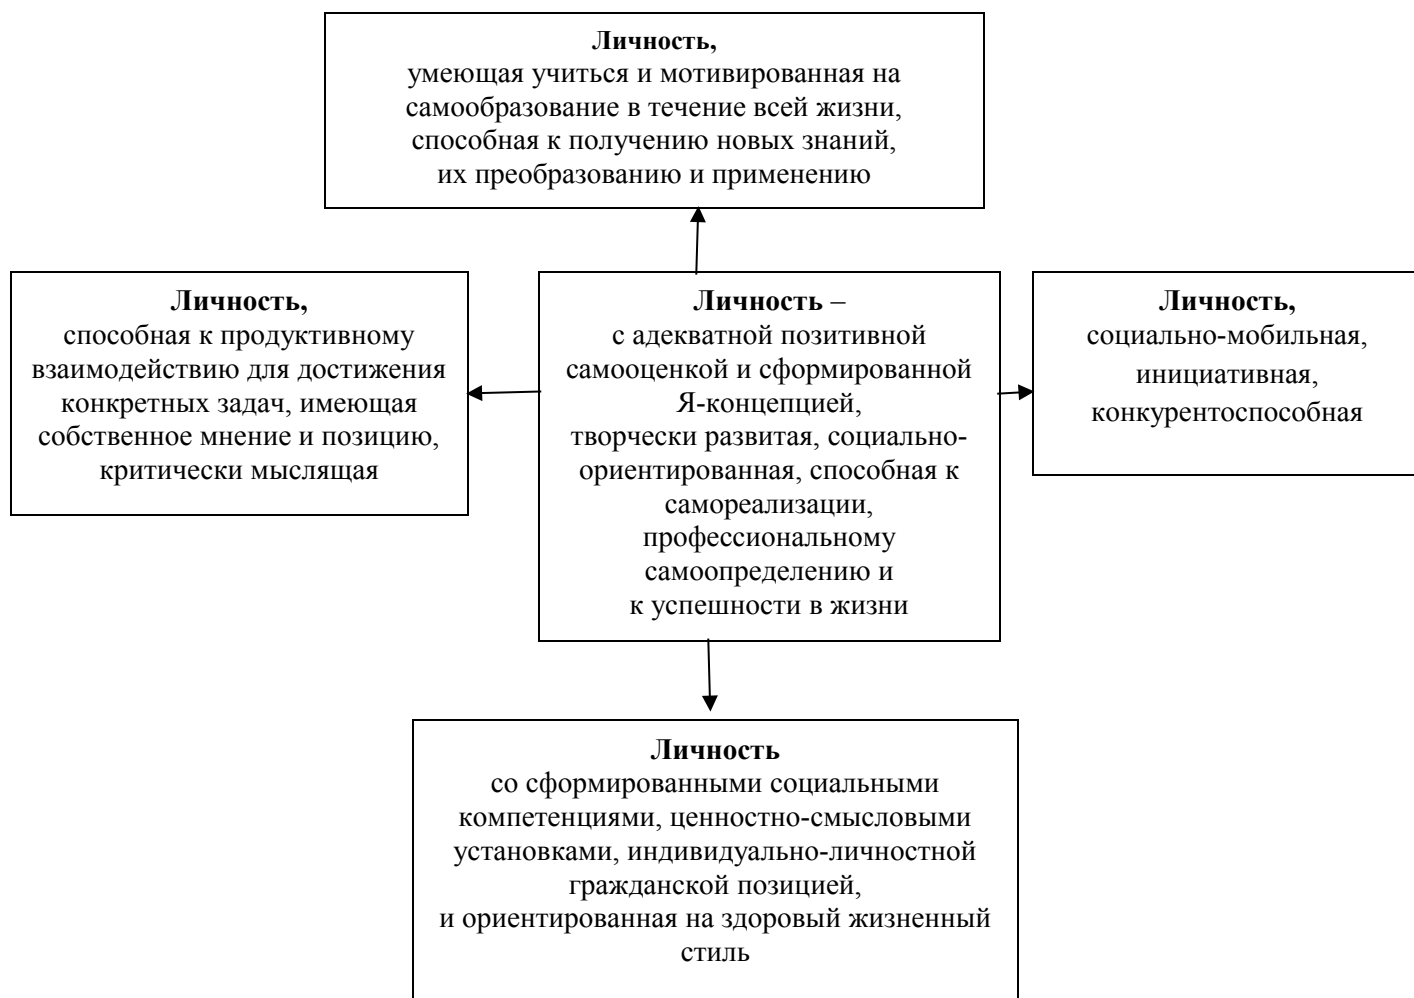 Личность,
умеющая учиться и мотивированная на
самообразование в течение всей жизни,
способная к получению новых знаний,
их преобразованию и применению
Личность,
способная к продуктивному
взаимодействию для достижения
конкретных задач, имеющая
собственное мнение и позицию,
критически мыслящая
Личность –
с адекватной позитивной
самооценкой и сформированной
Я-концепцией,
творчески развитая, социально-
ориентированная, способная к
самореализации,
профессиональному
самоопределению и
к успешности в жизни
Личность,
социально-мобильная,
инициативная,
конкурентоспособная
Личность
со сформированными социальными
компетенциями, ценностно-смысловыми
установками, индивидуально-личностной
гражданской позицией,
и ориентированная на здоровый жизненный
стиль